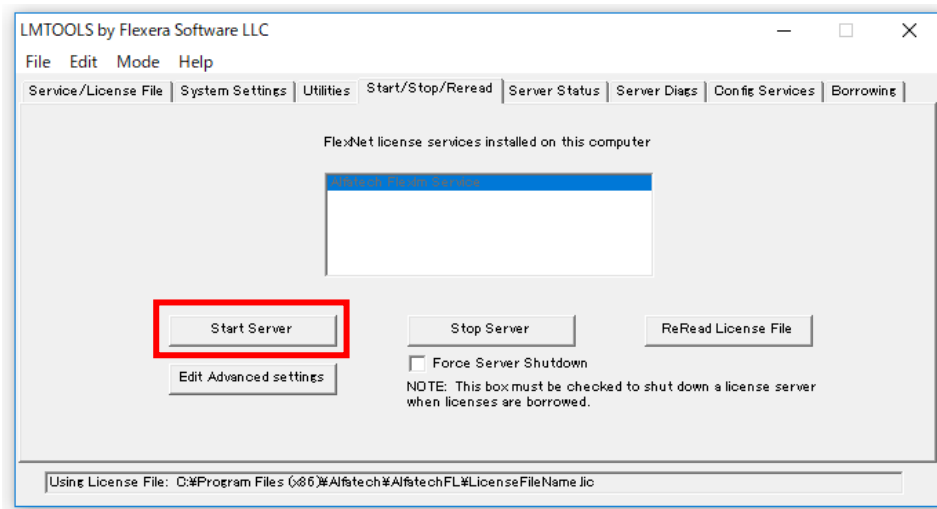 LMTOOLS by Flexera Software LLC
File Edit Mode Help
Service/License File System Settings Utilities Start/Stop/Reread Server Status Server Diags Config Services Borrowing
FlexNet license services installed on this computer
Alfatech Flexlm Service
Start Server Stop Server ReRead License File
Force Server Shutdown
Edit Advanced settings
NOTE: This box must be checked to shut down a license server
when licenses are borrowed.
Using License File: C:¥Program Files (x86)¥Alfatech¥AlfatechFL¥LicenseFileName.lic